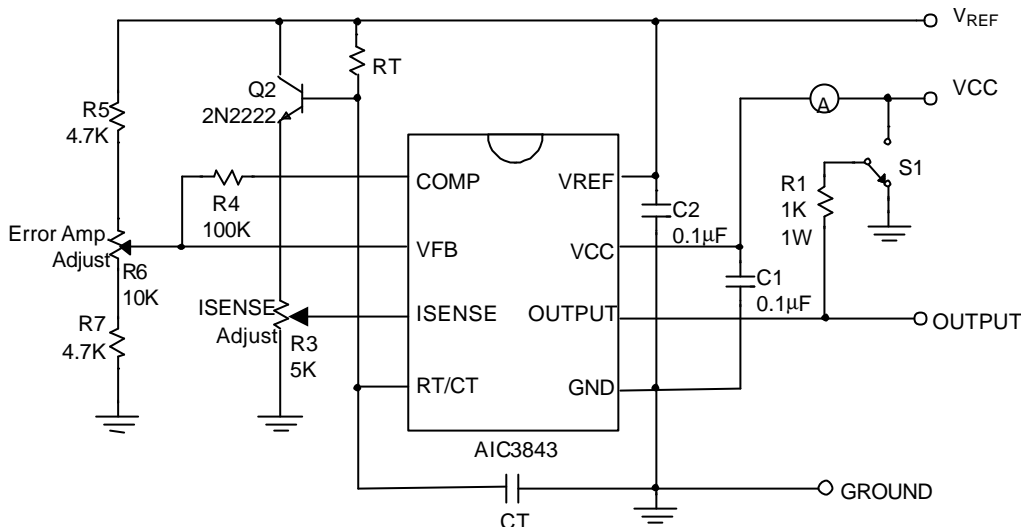 VREF
RT
Q2
2N2222
VCC
A
R5
4.7K
S1
COMP
VREF
R1
1K
1W
R4
100K
C2
0.1µF
Error Amp.
Adjust
VFB
VCC
R6
10K
C1
0.1µF
ISENSE
Adjust
ISENSE
OUTPUT
OUTPUT
R7
4.7K
R3
5K
RT/CT
GND
AIC3843
GROUND
CT